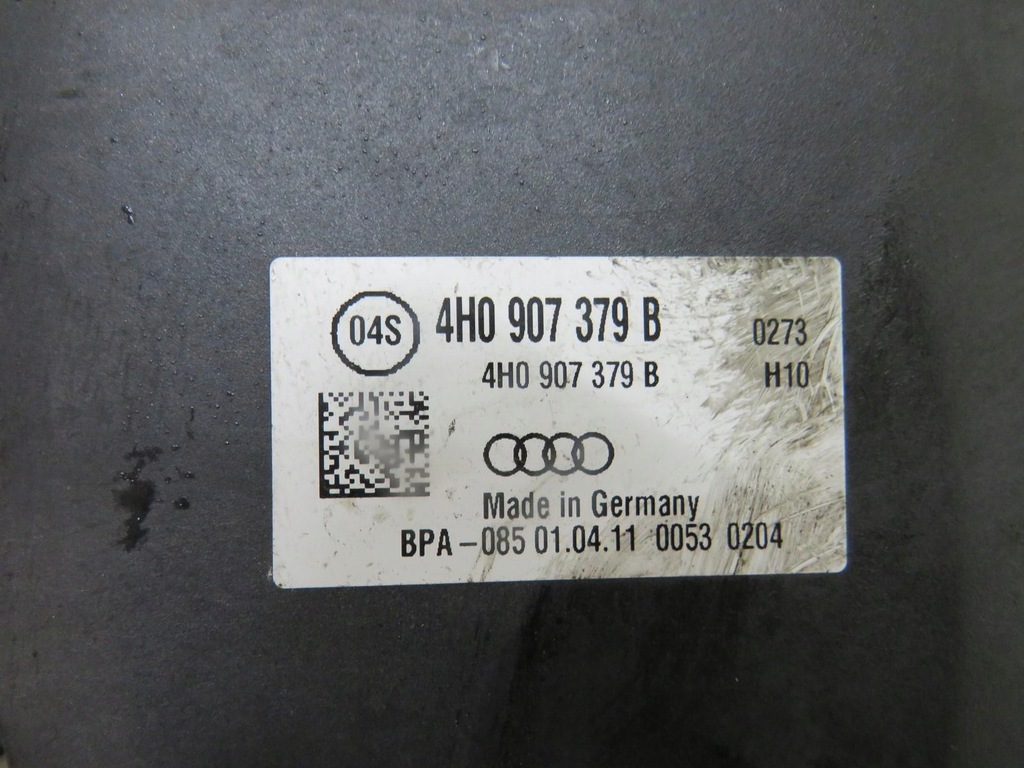 04S 4H0 907 379 B 0273
4H0 907 379 B H10
Made in Germany
BPA -085 01.04.11 0053 0204